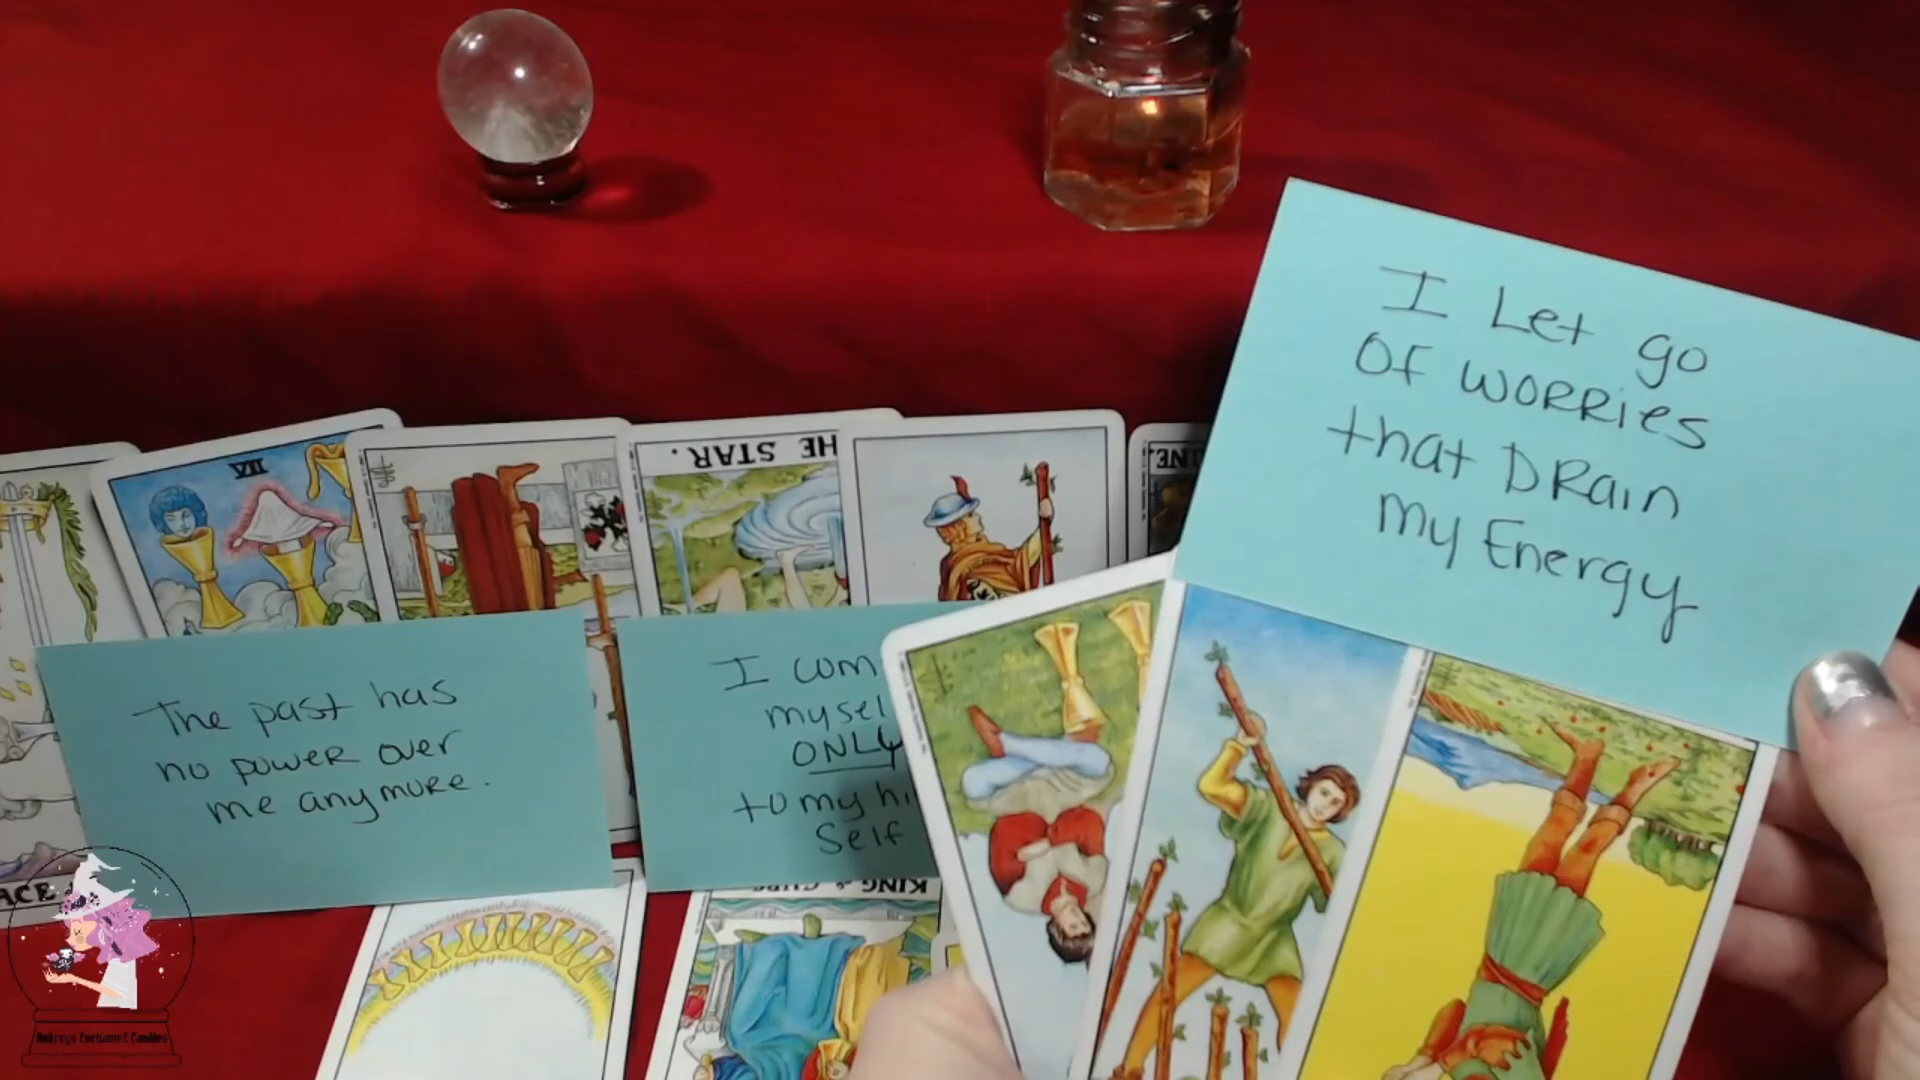 VII
THE STAR.
I Let go
of worries
that Drain
my Energy
The past has
no power over
me anymore.
I com
mysel
ONLY
to my hi
Self
ACE
KING of CUPS